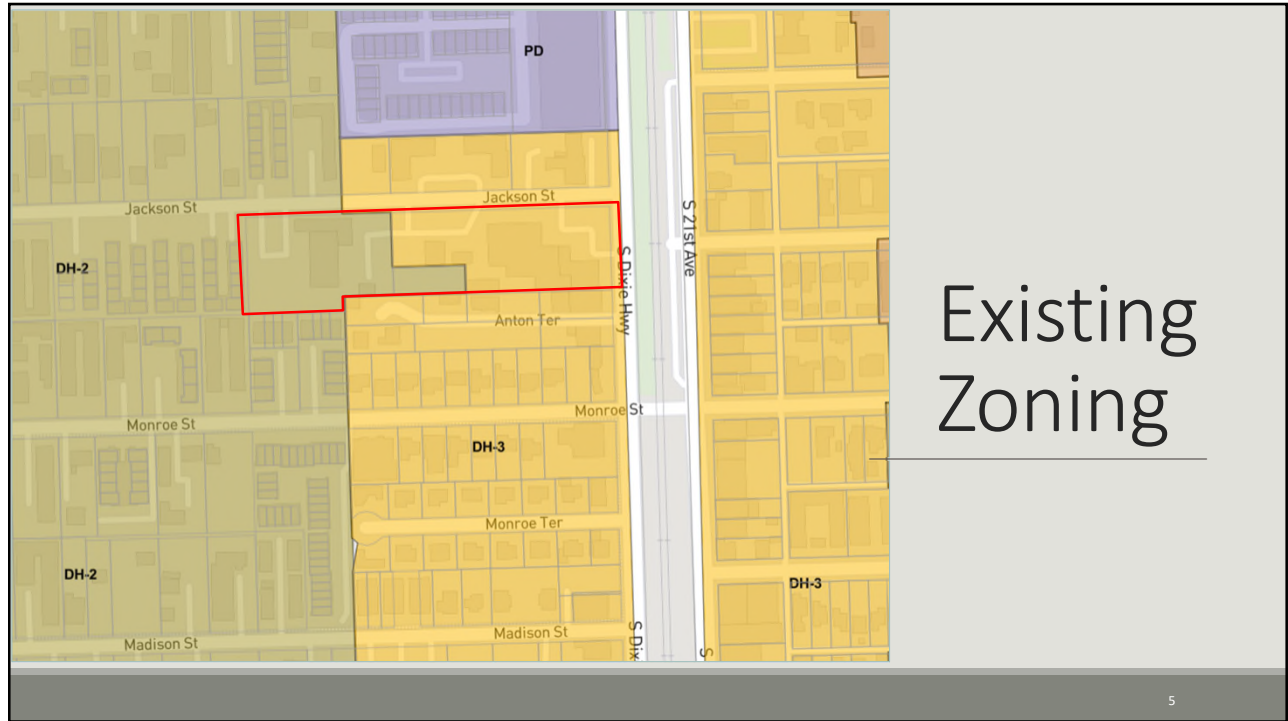 PD
Jackson St
Jackson St
S 21st Ave
DH-2
S Dixie Hwy
Anton Ter
Monroe St
Monroe St
DH-3
Monroe Ter
DH-2
DH-3
Madison St
Madison St
S Dix
S
Existing
Zoning
5